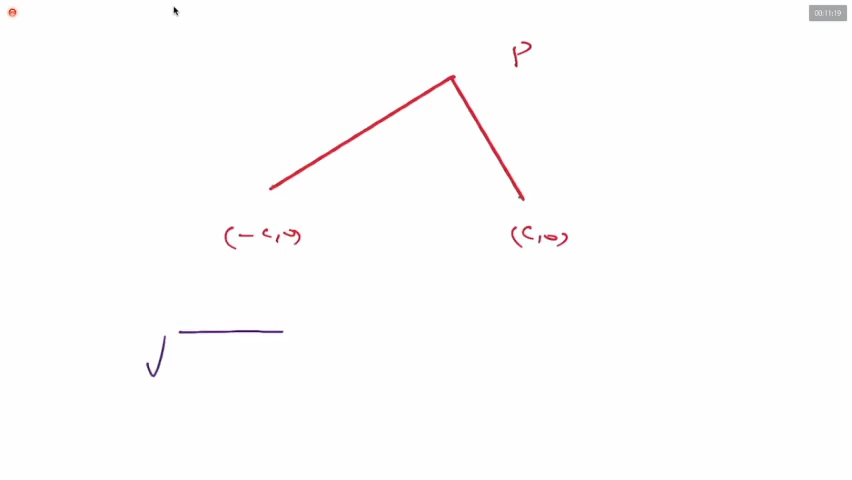 00:11:19
P
(-c,0)
(c,0)
√